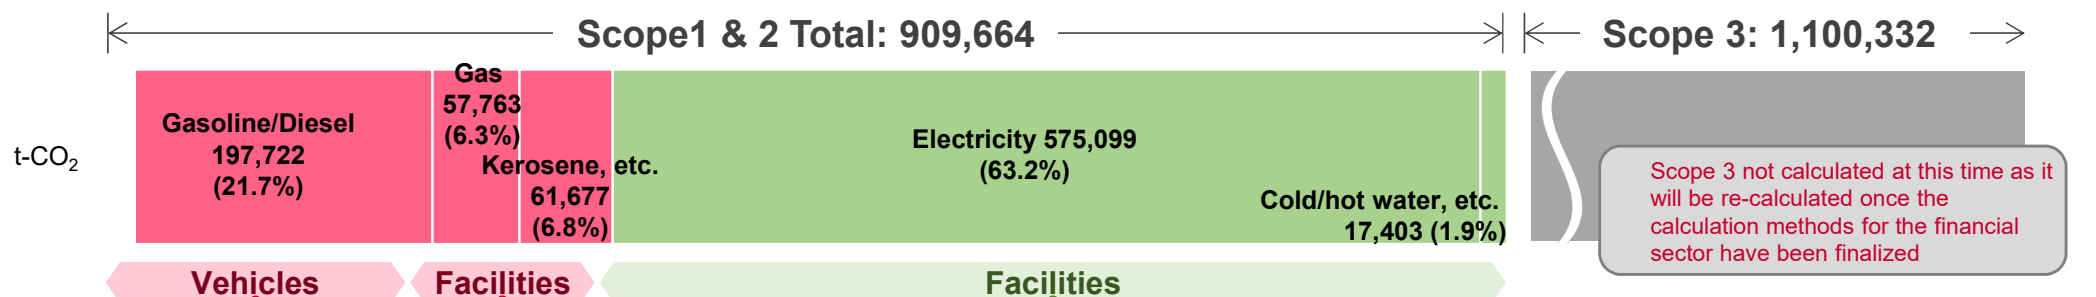 Scope1 & 2 Total: 909,664
Scope 3: 1,100,332
t-CO₂
Gasoline/Diesel
197,722
(21.7%)
Gas
57,763
(6.3%)
Kerosene, etc.
61,677
(6.8%)
Electricity 575,099
(63.2%)
Cold/hot water, etc.
17,403 (1.9%)
Scope 3 not calculated at this time as it
will be re-calculated once the
calculation methods for the financial
sector have been finalized
Vehicles
Facilities
Facilities